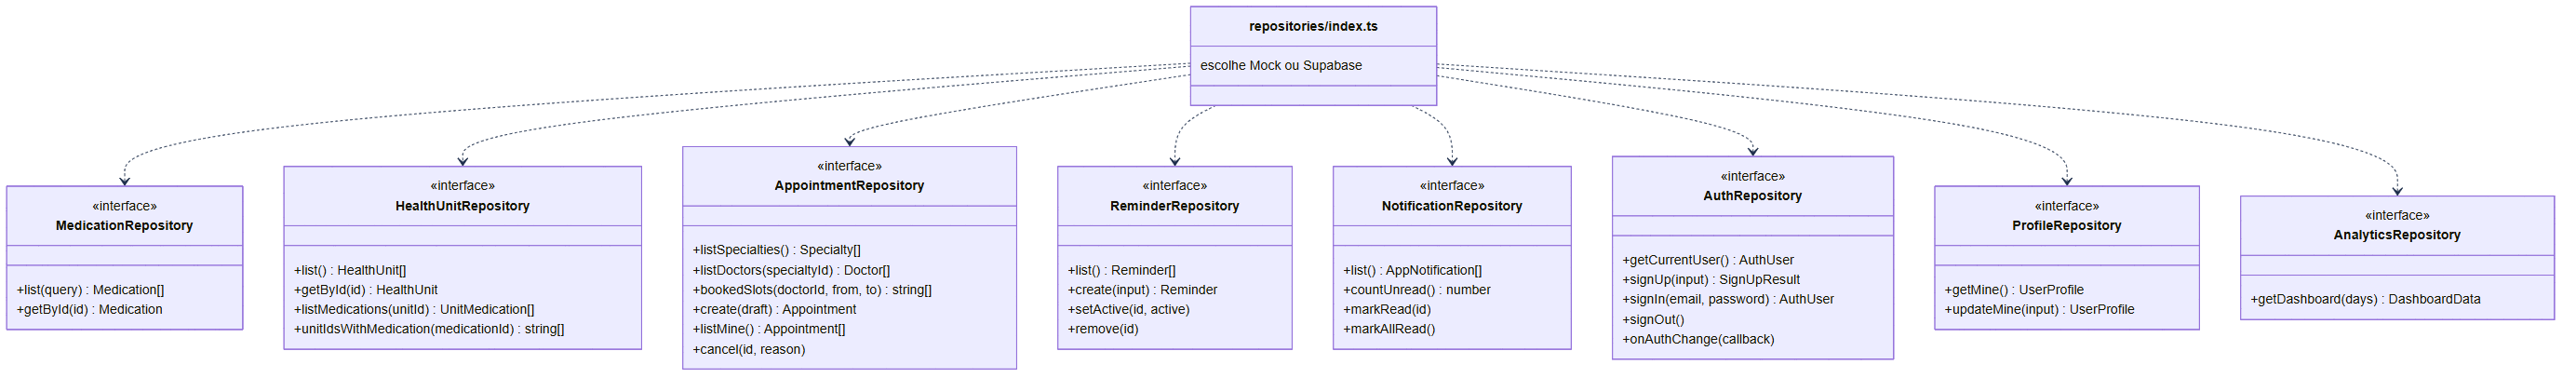 repositories/index.ts
escolhe Mock ou Supabase
«interface»
MedicationRepository
+list(query) : Medication[]
+getById(id) : Medication
«interface»
HealthUnitRepository
+list() : HealthUnit[]
+getById(id) : HealthUnit
+listMedications(unitId) : UnitMedication[]
+unitIdsWithMedication(medicationId) : string[]
«interface»
AppointmentRepository
+listSpecialties() : Specialty[]
+listDoctors(specialtyId) : Doctor[]
+bookedSlots(doctorId, from, to) : string[]
+create(draft) : Appointment
+listMine() : Appointment[]
+cancel(id, reason)
«interface»
ReminderRepository
+list() : Reminder[]
+create(input) : Reminder
+setActive(id, active)
+remove(id)
«interface»
NotificationRepository
+list() : AppNotification[]
+countUnread() : number
+markRead(id)
+markAllRead()
«interface»
AuthRepository
+getCurrentUser() : AuthUser
+signUp(input) : SignUpResult
+signIn(email, password) : AuthUser
+signOut()
+onAuthChange(callback)
«interface»
ProfileRepository
+getMine() : UserProfile
+updateMine(input) : UserProfile
«interface»
AnalyticsRepository
+getDashboard(days) : DashboardData